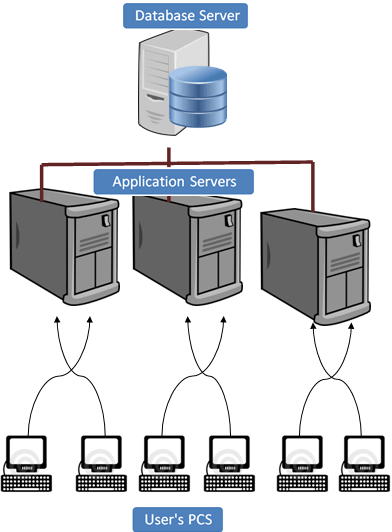 Database Server
Application Servers
User's PCS